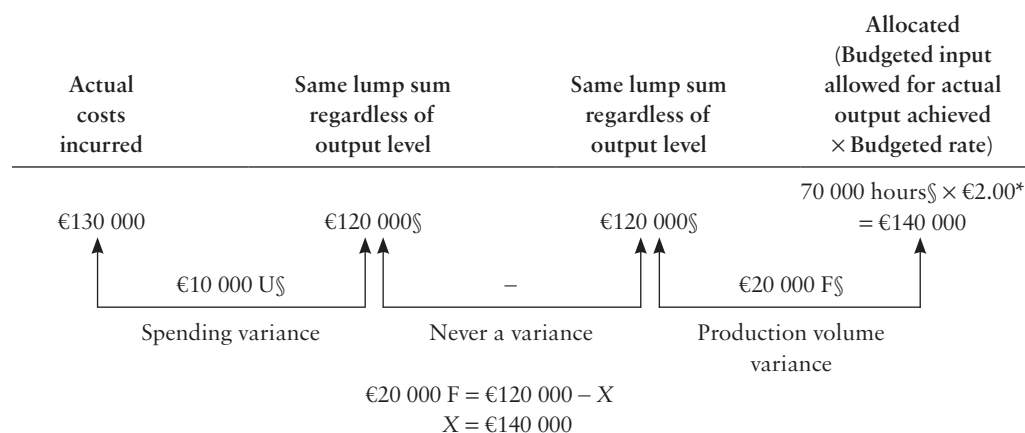 Allocated
(Budgeted input
Actual Same lump sum Same lump sum allowed for actual
costs regardless of regardless of output achieved
incurred output level output level × Budgeted rate)
70 000 hours§ × €2.00*
€130 000 €120 000§ €120 000§ = €140 000
€10 000 U§ – €20 000 F§
Spending variance Never a variance Production volume
variance
€20 000 F = €120 000 – X
X = €140 000